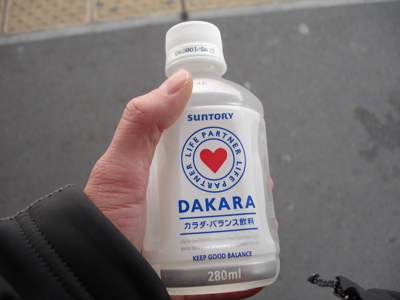 SUNTORY
LIFE PARTNER LIFE PARTNER
DAKARA
カラダ・バランス飲料
KEEP GOOD BALANCE
280ml